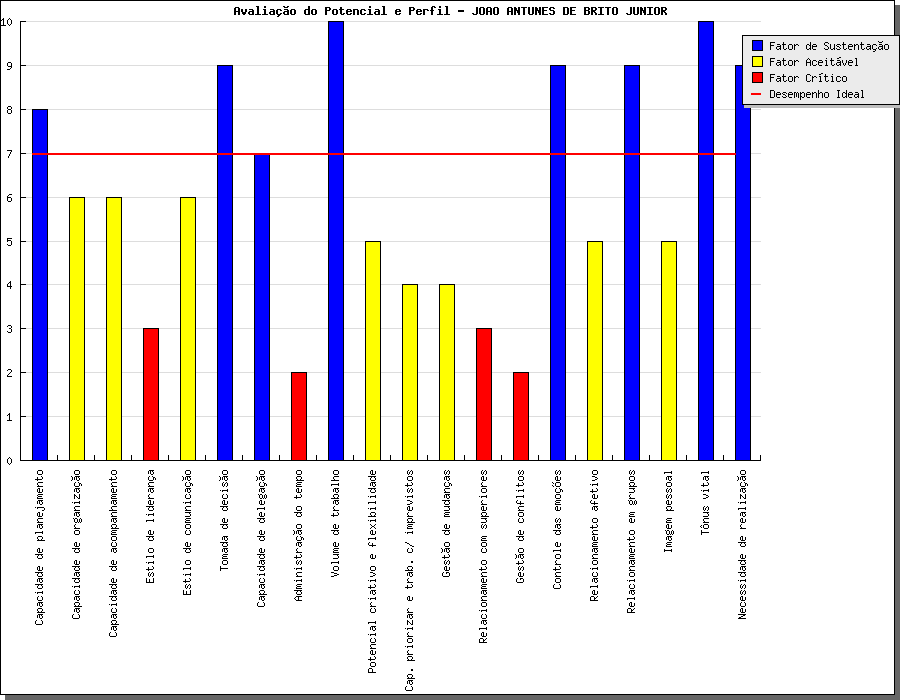 Avaliação do Potencial e Perfil - JOAO ANTUNES DE BRITO JUNIOR
Fator de Sustentação
Fator Aceitável
Fator Crítico
Desempenho Ideal
10
9
8
7
6
5
4
3
2
1
0
Capacidade de planejamento
Capacidade de organização
Capacidade de acompanhamento
Estilo de liderança
Estilo de comunicação
Tomada de decisão
Capacidade de delegação
Administração do tempo
Volume de trabalho
Potencial criativo e flexibilidade
Cap. priorizar e trab. c/ imprevistos
Gestão de mudanças
Relacionamento com superiores
Gestão de conflitos
Controle das emoções
Relacionamento afetivo
Relacionamento em grupos
Imagem pessoal
Tônus vital
Necessidade de realização